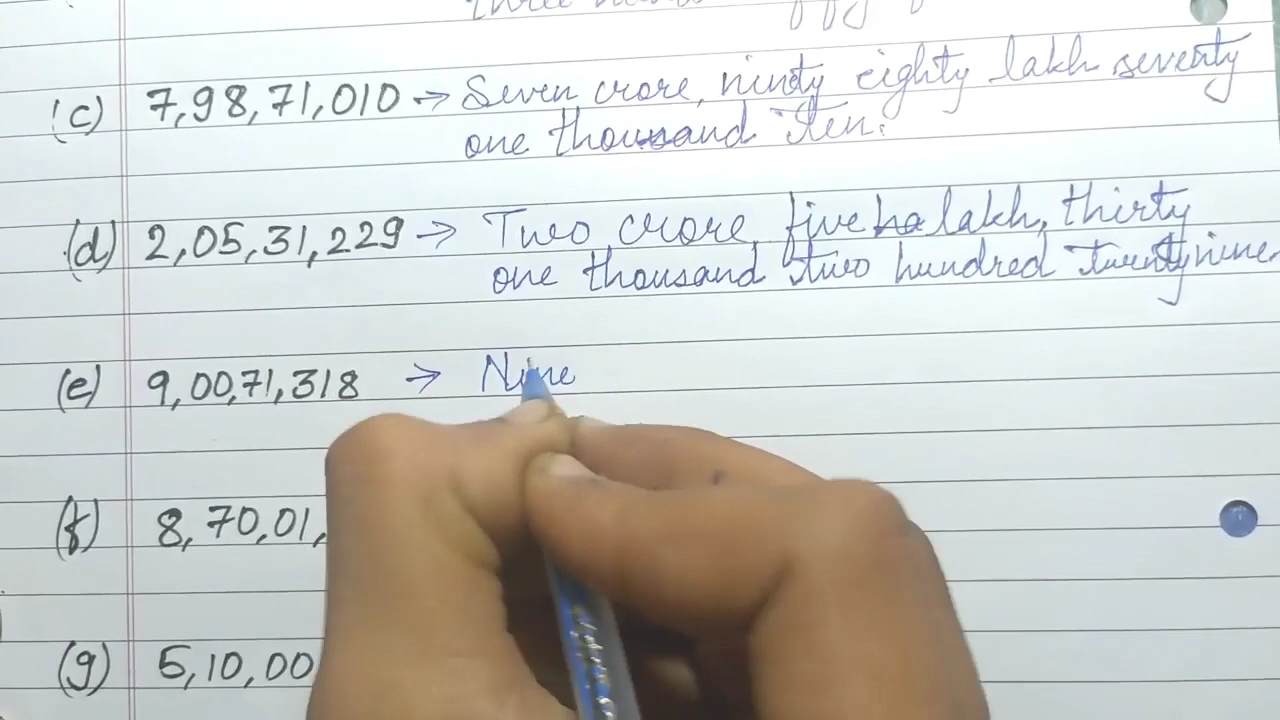 (c) 7,98,71,010 → Seven crore, ninety eighty lakh seventy
one thousand ten.
(d) 2,05,31,229 → Two crore, five lakh, thirty
one thousand two hundred twenty nine.
(e) 9,00,71,318 → Nine
(f) 8,70,01,
(g) 5,10,00